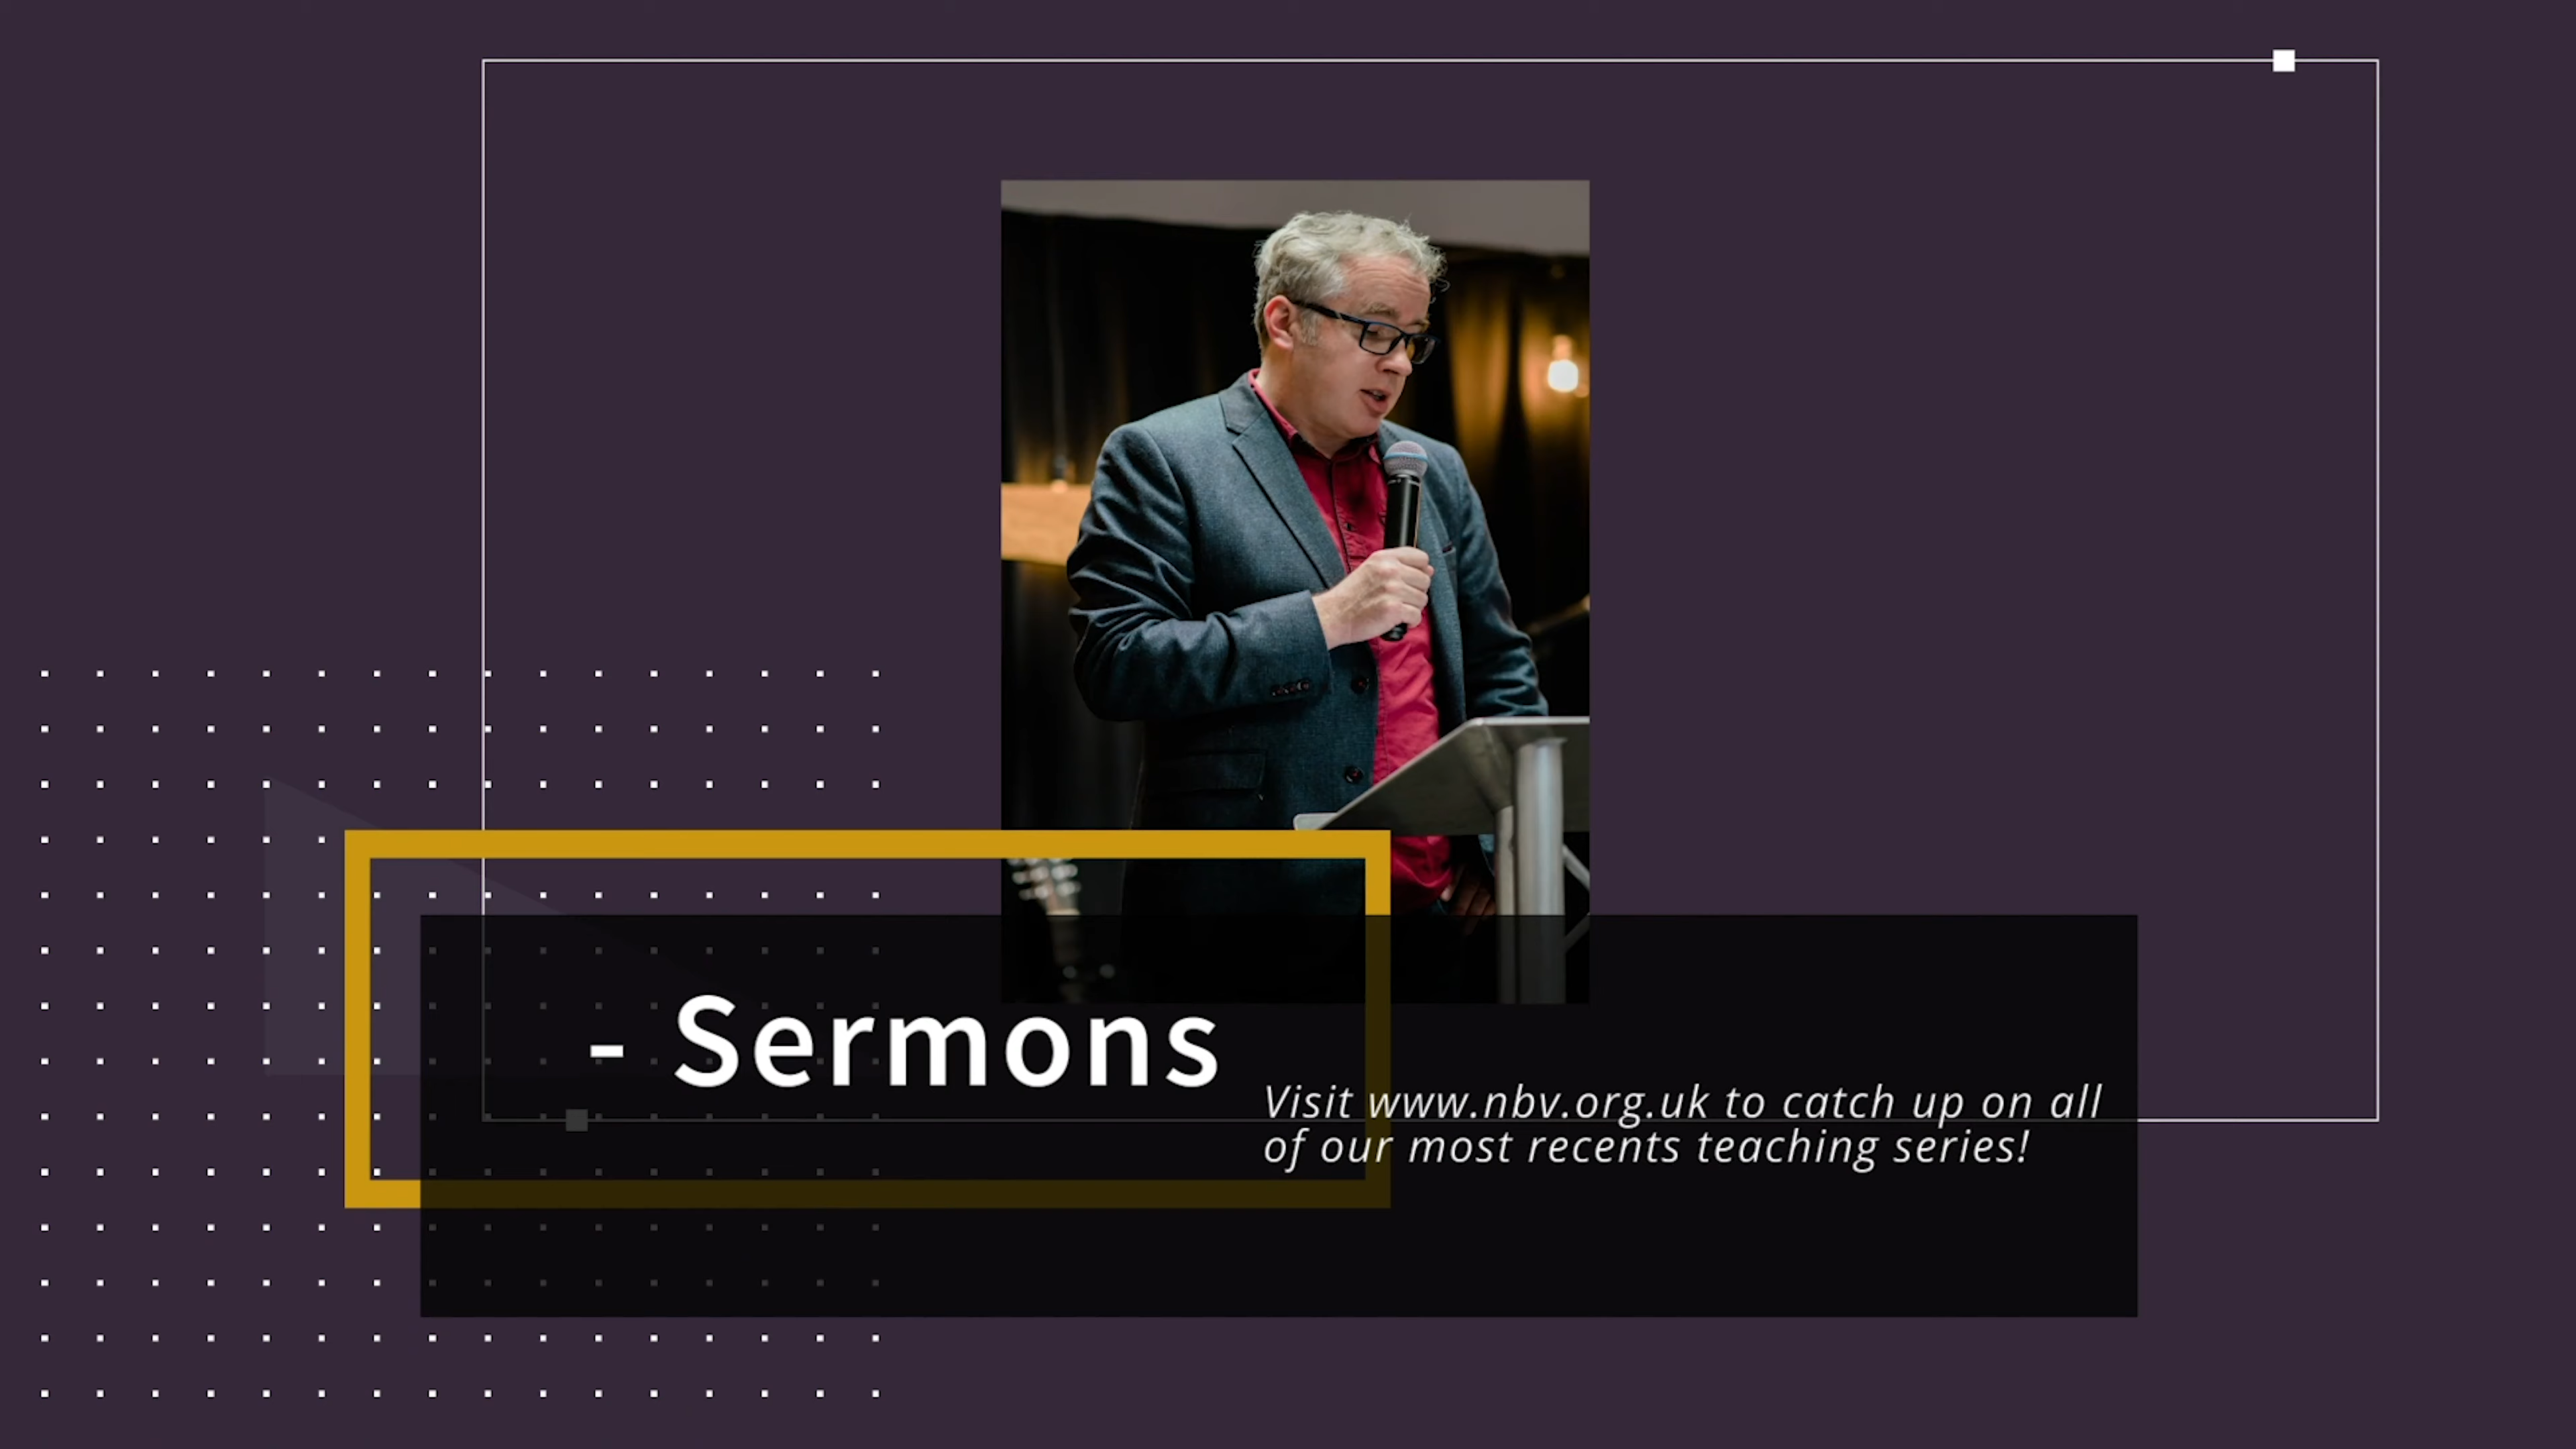 - Sermons
Visit www.nbv.org.uk to catch up on all
of our most recents teaching series!